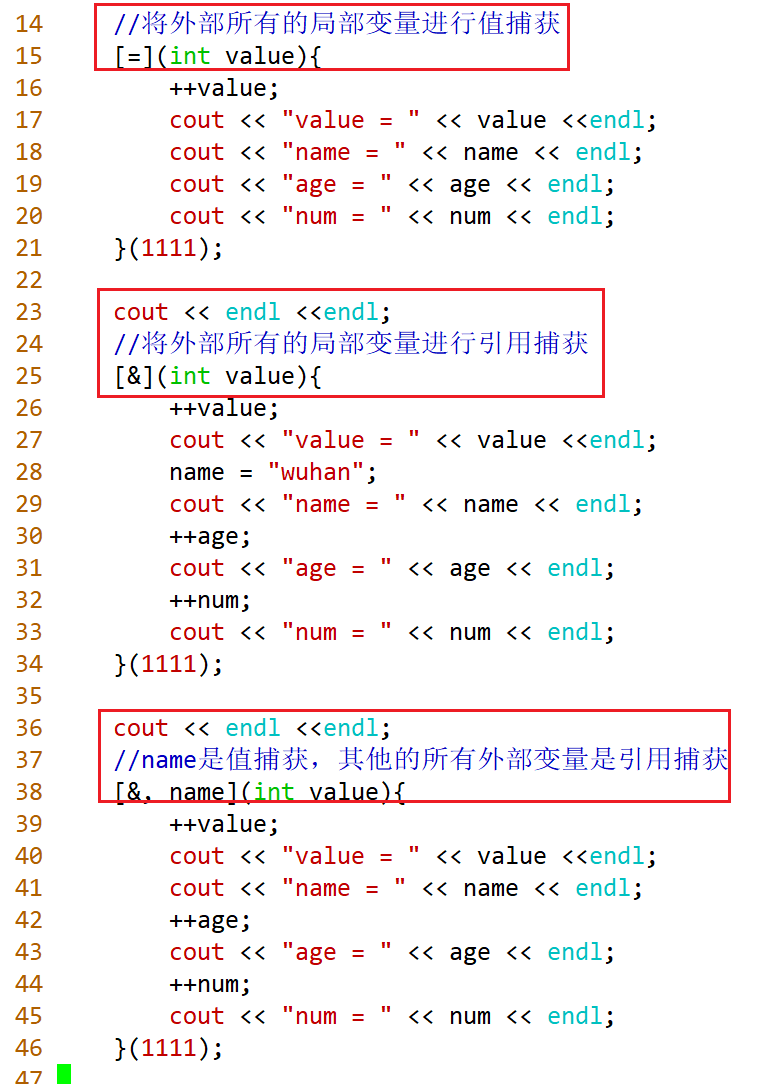 14 //将外部所有的局部变量进行值捕获
15 [=](int value){
16 ++value;
17 cout << "value = " << value <<endl;
18 cout << "name = " << name << endl;
19 cout << "age = " << age << endl;
20 cout << "num = " << num << endl;
21 }(1111);
22
23 cout << endl <<endl;
24 //将外部所有的局部变量进行引用捕获
25 [&](int value){
26 ++value;
27 cout << "value = " << value <<endl;
28 name = "wuhan";
29 cout << "name = " << name << endl;
30 ++age;
31 cout << "age = " << age << endl;
32 ++num;
33 cout << "num = " << num << endl;
34 }(1111);
35
36 cout << endl <<endl;
37 //name是值捕获，其他的所有外部变量是引用捕获
38 [&, name](int value){
39 ++value;
40 cout << "value = " << value <<endl;
41 cout << "name = " << name << endl;
42 ++age;
43 cout << "age = " << age << endl;
44 ++num;
45 cout << "num = " << num << endl;
46 }(1111);
47